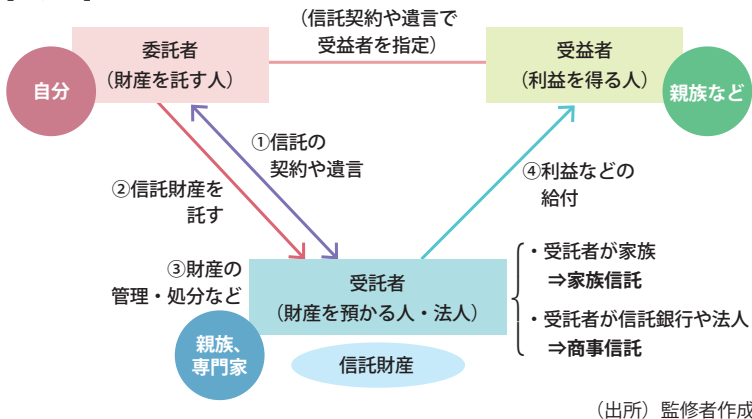 （信託契約や遺言で
受益者を指定）
委託者
（財産を託す人）
自分
受益者
（利益を得る人）
親族など
①信託の
契約や遺言
②信託財産を
託す
④利益などの
給付
③財産の
管理・処分など
受託者
（財産を預かる人・法人）
親族、
専門家
信託財産
・受託者が家族
⇒家族信託
・受託者が信託銀行や法人
⇒商事信託
（出所）監修者作成